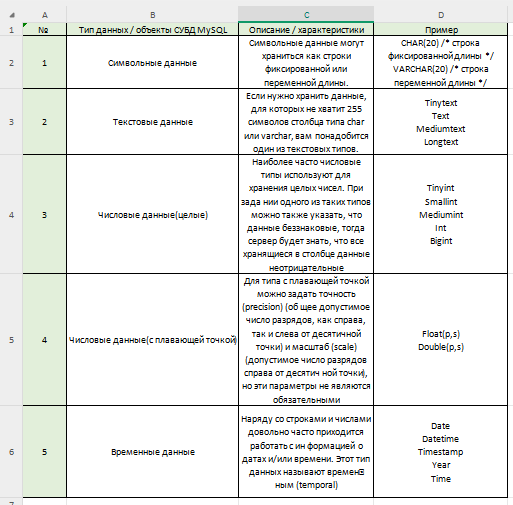 A B C D
1 № Тип данных / объекты СУБД MySQL Описание / характеристики Пример
2 1 Символьные данные
Символьные данные могут
храниться как строки
фиксированной или
переменной длины.
CHAR(20) /* строка
фиксированной длины */
VARCHAR(20) /* строка
переменной длины */
3 2 Текстовые данные
Если нужно хранить данные,
для которых не хватит 255
символов столбца типа char
или varchar, вам понадобится
один из текстовых типов.
Tinytext
Text
Mediumtext
Longtext
4 3 Числовые данные(целые)
Наиболее часто числовые
типы используют для
хранения целых чисел. При
зада нии одного из таких типов
можно также указать, что
данные беззнаковые, тогда
сервер будет знать, что все
хранящиеся в столбце данные
неотрицательные
Tinyint
Smallint
Mediumint
Int
Bigint
5 4 Числовые данные(с плавающей точкой)
Для типа с плавающей точкой
можно задать точность
(precision) (об щее допустимое
число разрядов, как справа,
так и слева от десятичной
точки) и масштаб (scale)
(допустимое число разрядов
справа от десятич ной точки),
но эти параметры не являются
обязательными
Float(p,s)
Double(p,s)
6 5 Временные данные
Наряду со строками и числами
довольно часто приходится
работать с ин формацией о
датах и/или времени. Этот тип
данных называют времен
ным (temporal)
Date
Datetime
Timestamp
Year
Time